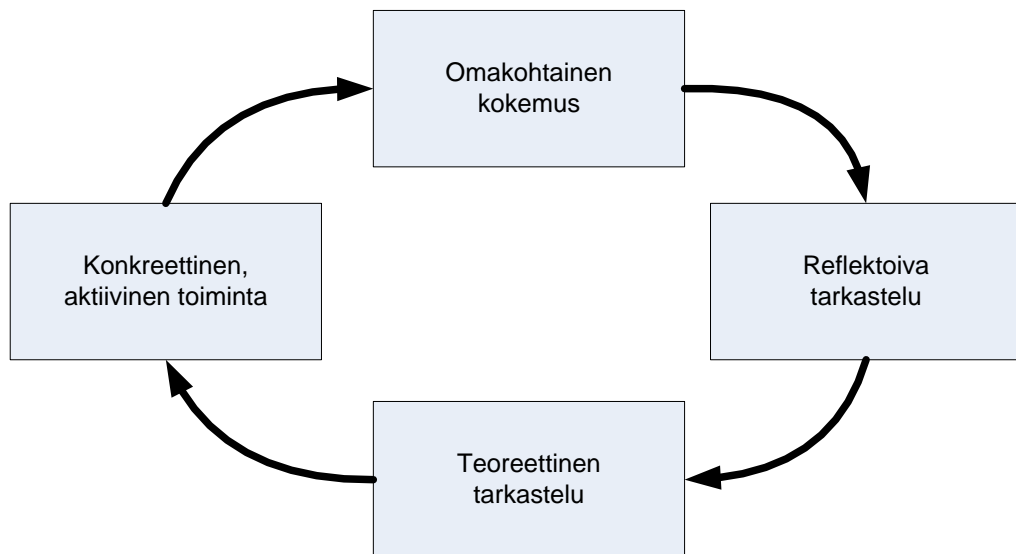 Omakohtainen
kokemus
Konkreettinen,
aktiivinen toiminta
Reflektoiva
tarkastelu
Teoreettinen
tarkastelu